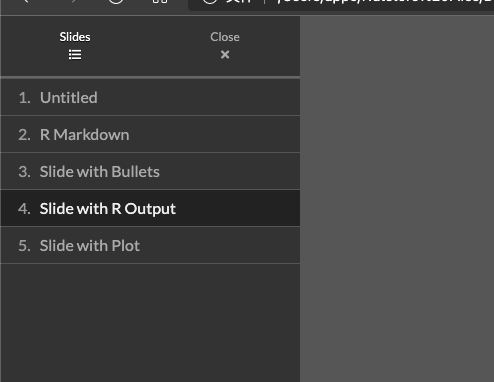 Slides
Close
1. Untitled
2. R Markdown
3. Slide with Bullets
4. Slide with R Output
5. Slide with Plot